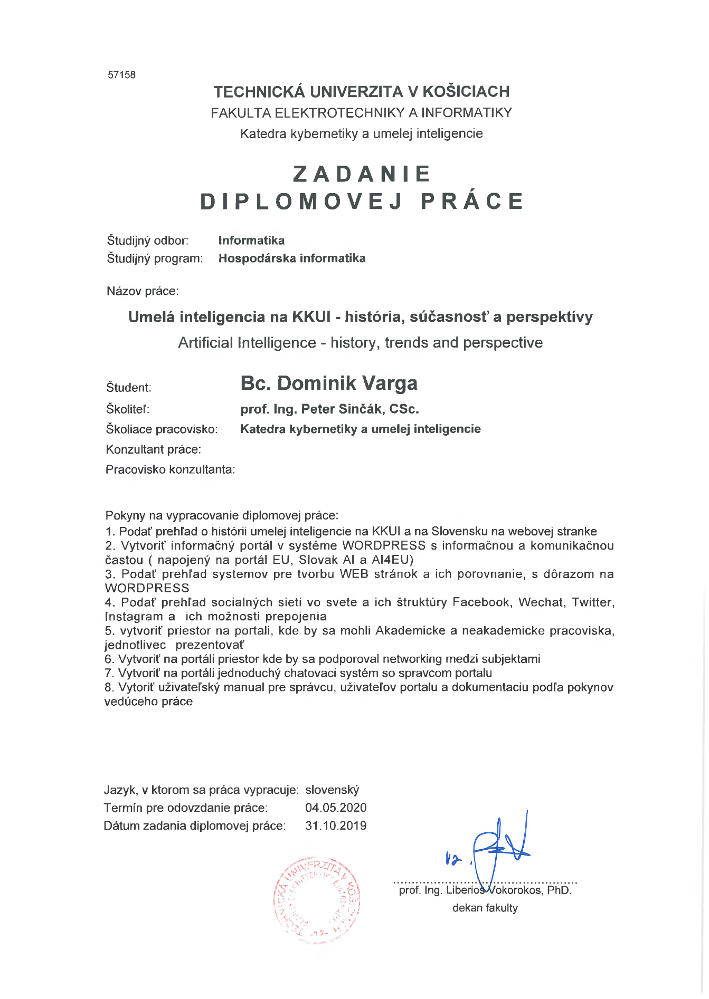 57158
TECHNICKÁ UNIVERZITA V KOŠICIACH
FAKULTA ELEKTROTECHNIKY A INFORMATIKY
Katedra kybernetiky a umelej inteligencie
ZADANIE
DIPLOMOVEJ PRÁCE
Študijný odbor: Informatika
Študijný program: Hospodárska informatika
Názov práce:
Umelá inteligencia na KKUI - história, súčasnosť a perspektívy
Artificial Intelligence - history, trends and perspective
Študent: Bc. Dominik Varga
Školiteľ: prof. Ing. Peter Sinčák, CSc.
Školiace pracovisko: Katedra kybernetiky a umelej inteligencie
Konzultant práce:
Pracovisko konzultanta:
Pokyny na vypracovanie diplomovej práce:
1. Podať prehľad o histórii umelej inteligencie na KKUI a na Slovensku na webovej stranke
2. Vytvoriť informačný portál v systéme WORDPRESS s informačnou a komunikačnou
častou ( napojený na portál EU, Slovak AI a AI4EU)
3. Podať prehľad systemov pre tvorbu WEB stránok a ich porovnanie, s dôrazom na
WORDPRESS
4. Podať prehľad socialných sieti vo svete a ich štruktúry Facebook, Wechat, Twitter,
Instagram a ich možnosti prepojenia
5. vytvoriť priestor na portali, kde by sa mohli Akademicke a neakademicke pracoviska,
jednotlivec prezentovať
6. Vytvoriť na portáli priestor kde by sa podporoval networking medzi subjektami
7. Vytvoriť na portáli jednoduchý chatovaci systém so spravcom portalu
8. Vytoriť uživateľský manual pre správcu, uživateľov portalu a dokumentaciu podľa pokynov
vedúceho práce
Jazyk, v ktorom sa práca vypracuje: slovenský
Termín pre odovzdanie práce: 04.05.2020
Dátum zadania diplomovej práce: 31.10.2019
TECHNICKÁ UNIVERZITA V KOŠICIACH
-12-
prof. Ing. Liberios Vokorokos, PhD.
dekan fakulty